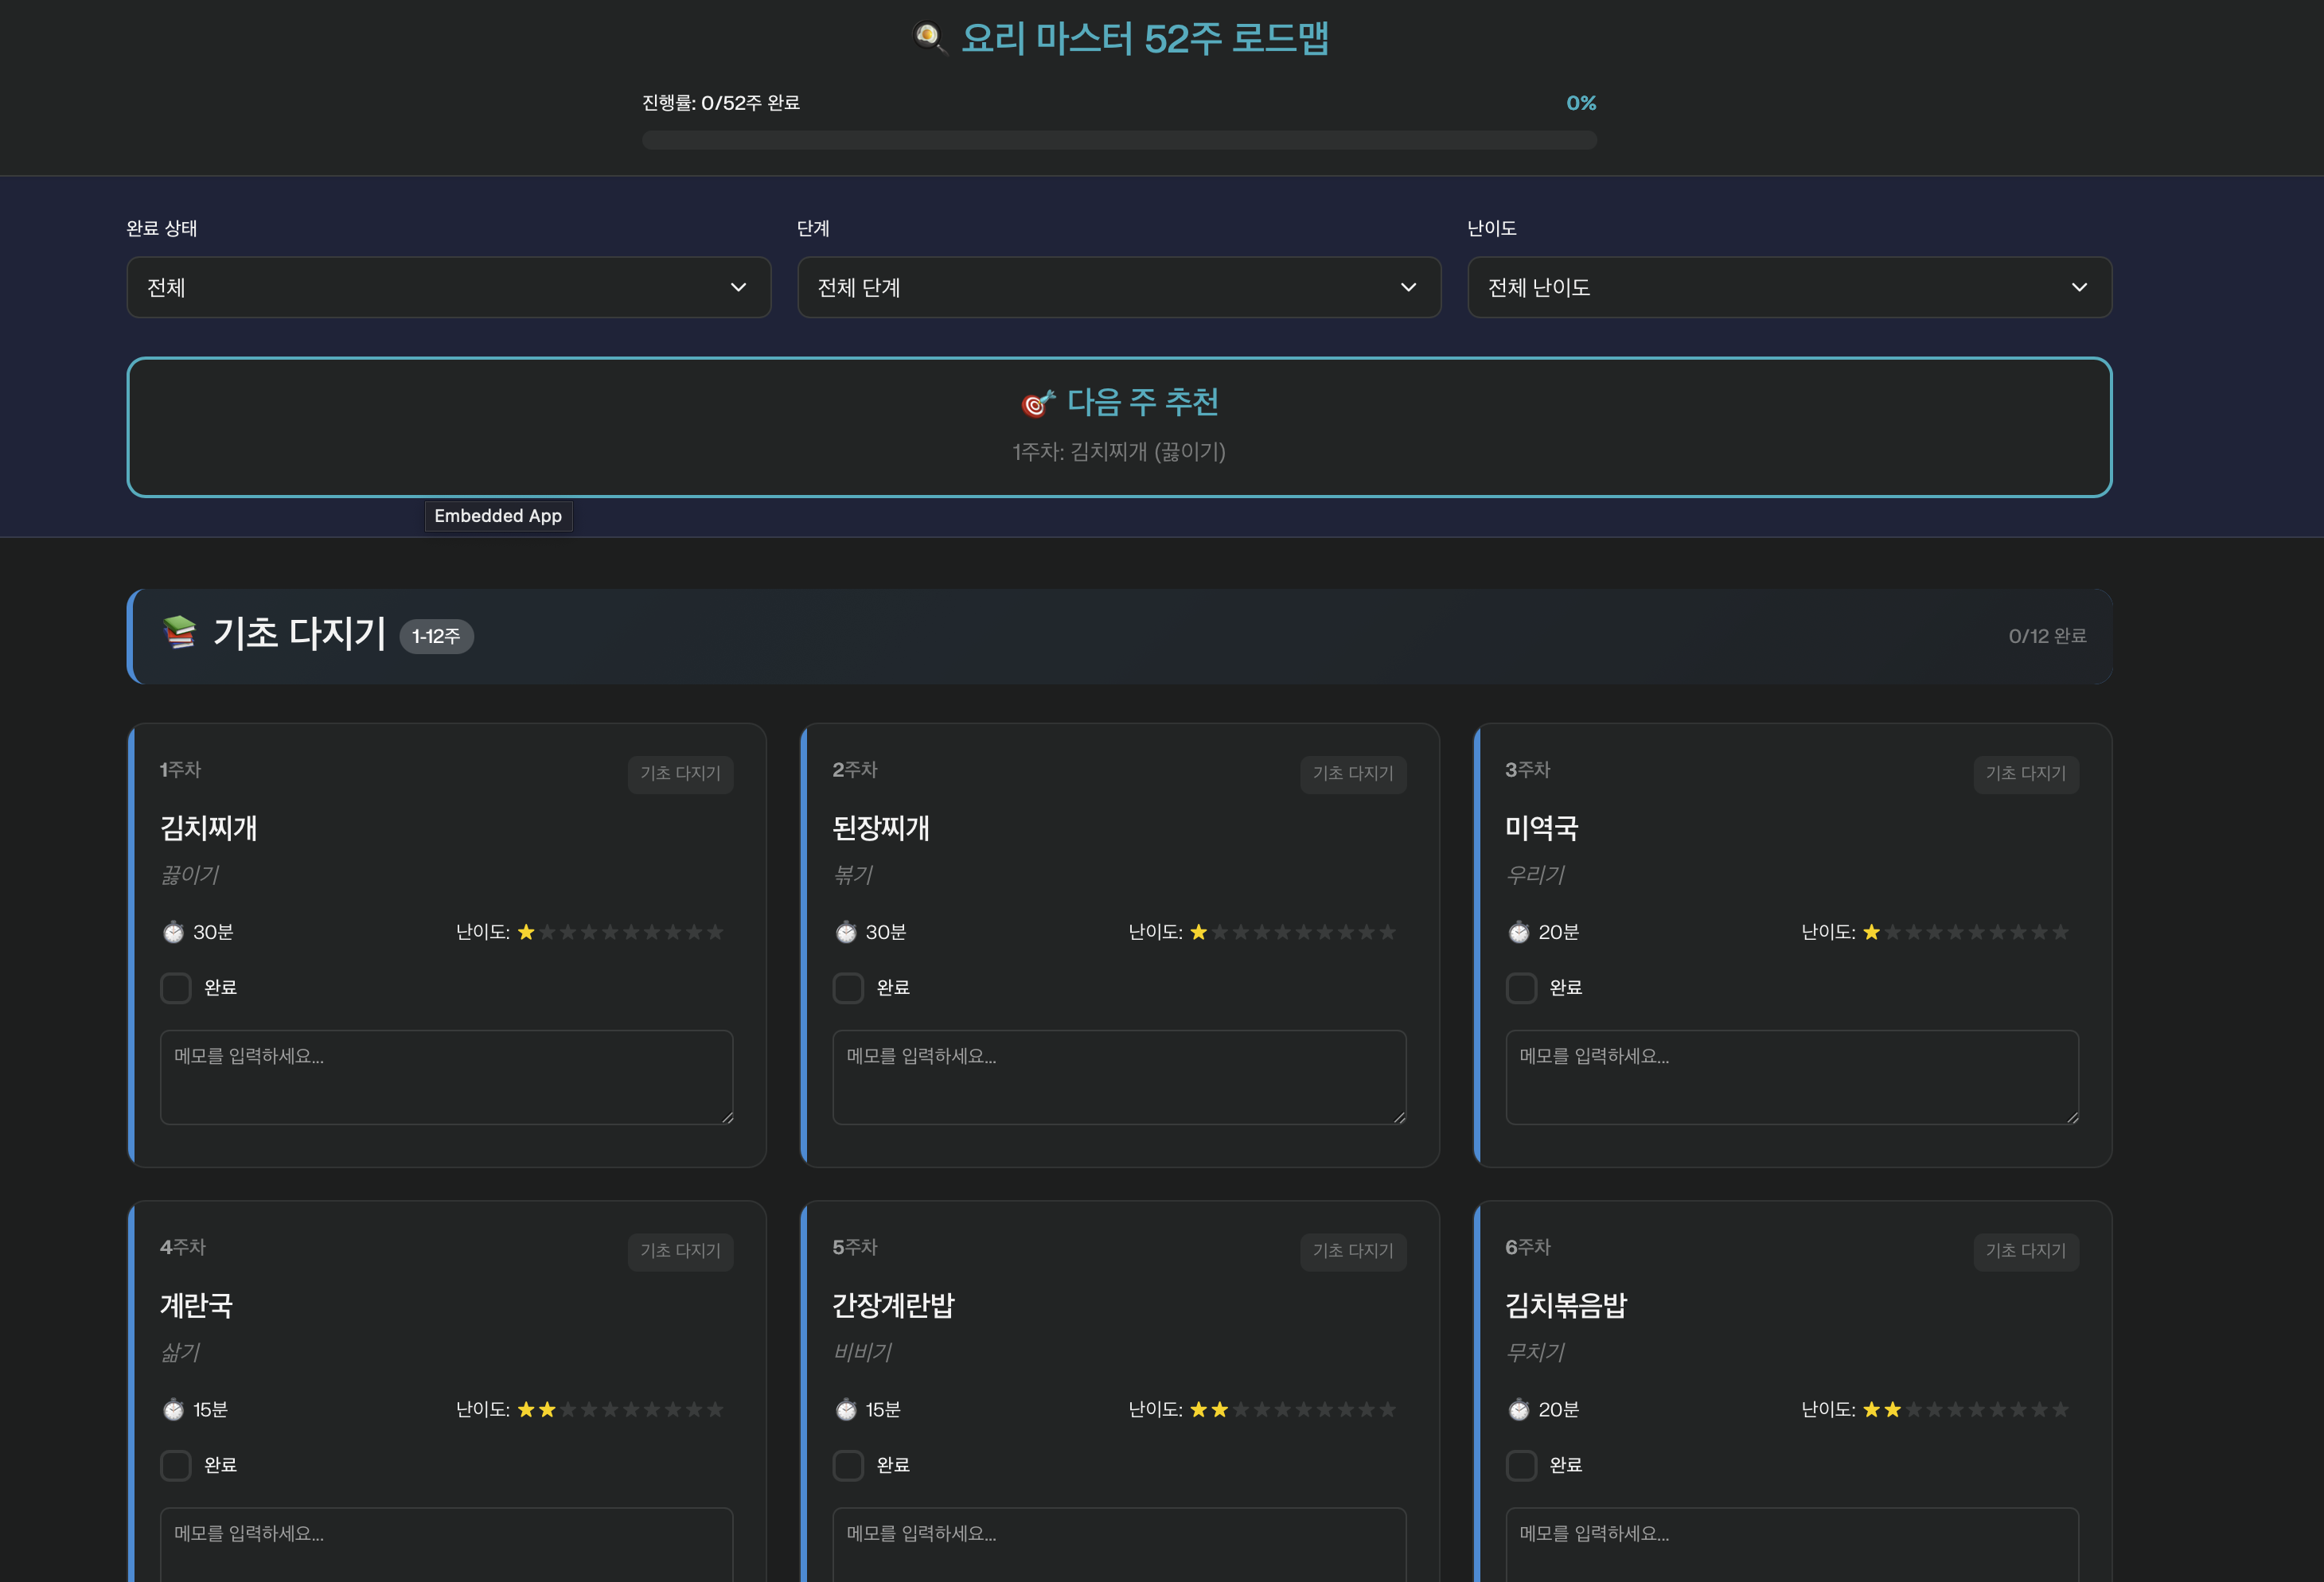 요리 마스터 52주 로드맵
진행률: 0/52주 완료
0%
완료 상태
단계
난이도
전체
전체 단계
전체 난이도
다음 주 추천
1주차: 김치찌개 (끓이기)
Embedded App
기초 다지기
1-12주
0/12 완료
1주차
기초 다지기
김치찌개
끓이기
30분
난이도:
완료
메모를 입력하세요...
2주차
기초 다지기
된장찌개
볶기
30분
난이도:
완료
메모를 입력하세요...
3주차
기초 다지기
미역국
우리기
20분
난이도:
완료
메모를 입력하세요...
4주차
기초 다지기
계란국
삶기
15분
난이도:
완료
메모를 입력하세요...
5주차
기초 다지기
간장계란밥
비비기
15분
난이도:
완료
메모를 입력하세요...
6주차
기초 다지기
김치볶음밥
무치기
20분
난이도:
완료
메모를 입력하세요...